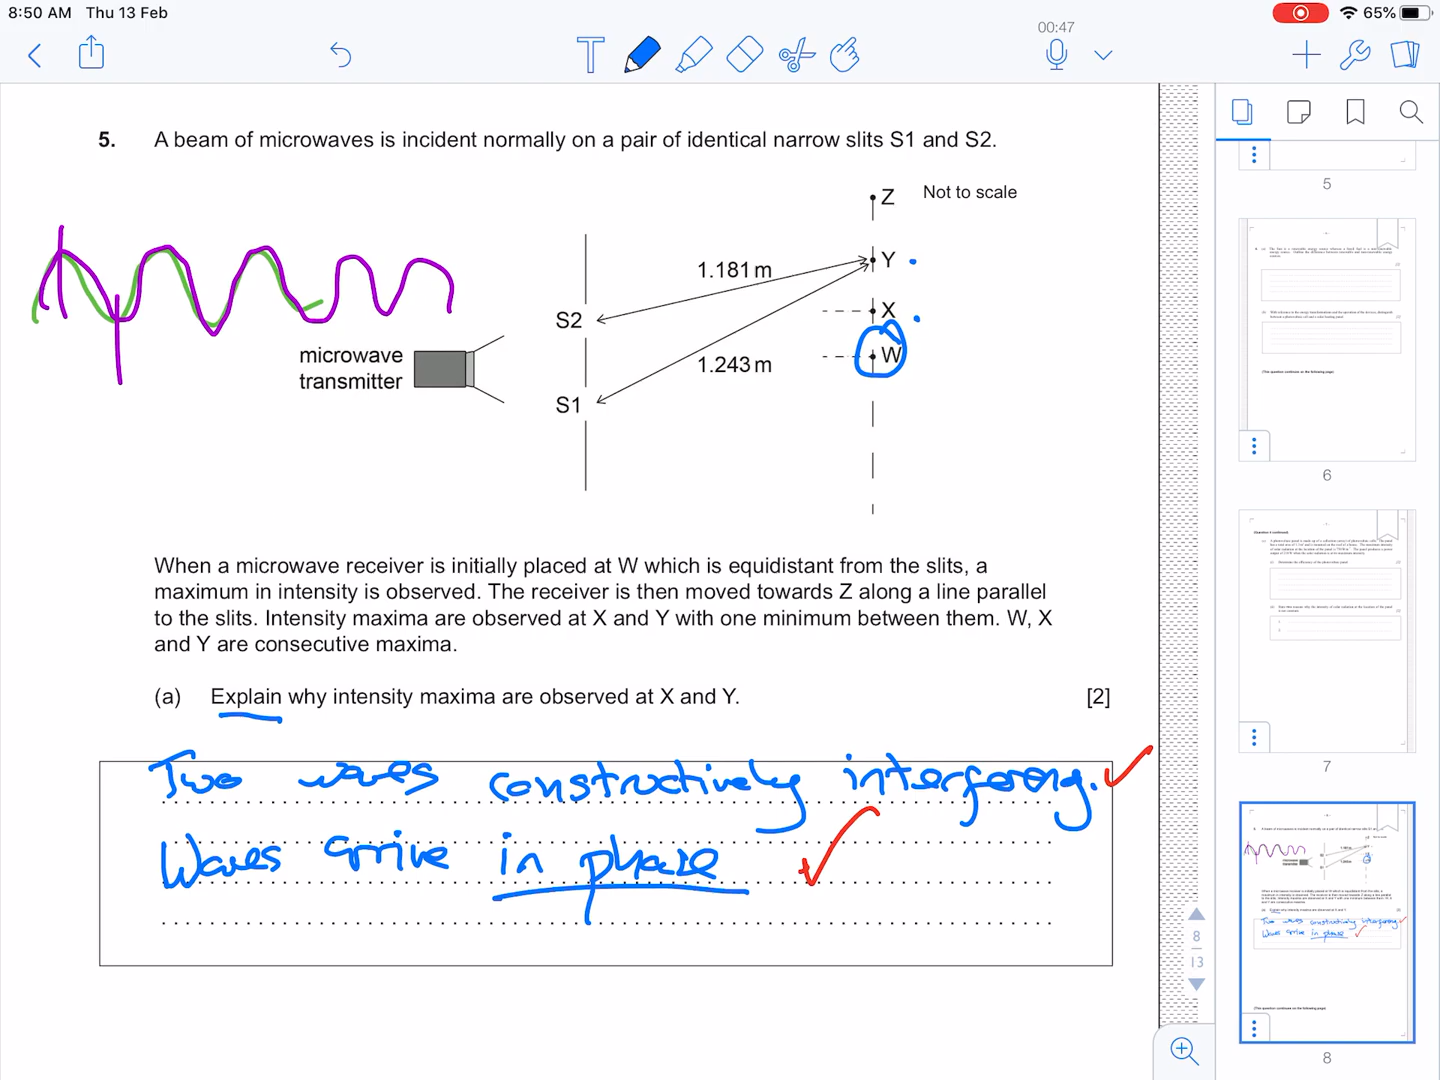 8:50 AM Thu 13 Feb
65%
00:47
T
5. A beam of microwaves is incident normally on a pair of identical narrow slits S1 and S2.
Z Not to scale
Y
1.181 m
X
S2
microwave
transmitter
W
1.243 m
S1
When a microwave receiver is initially placed at W which is equidistant from the slits, a
maximum in intensity is observed. The receiver is then moved towards Z along a line parallel
to the slits. Intensity maxima are observed at X and Y with one minimum between them. W, X
and Y are consecutive maxima.
(a) Explain why intensity maxima are observed at X and Y. [2]
Two waves constructively interfering.
Waves arrive in phase
5
6
7
8
13
8